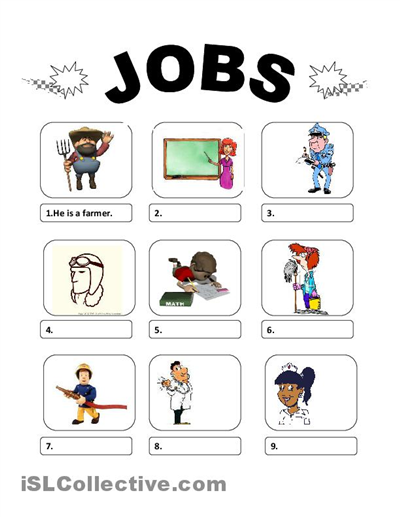 JOBS
1.He is a farmer.
2.
3.
MATH
4.
5.
6.
7.
8.
9.
iSLCollective.com